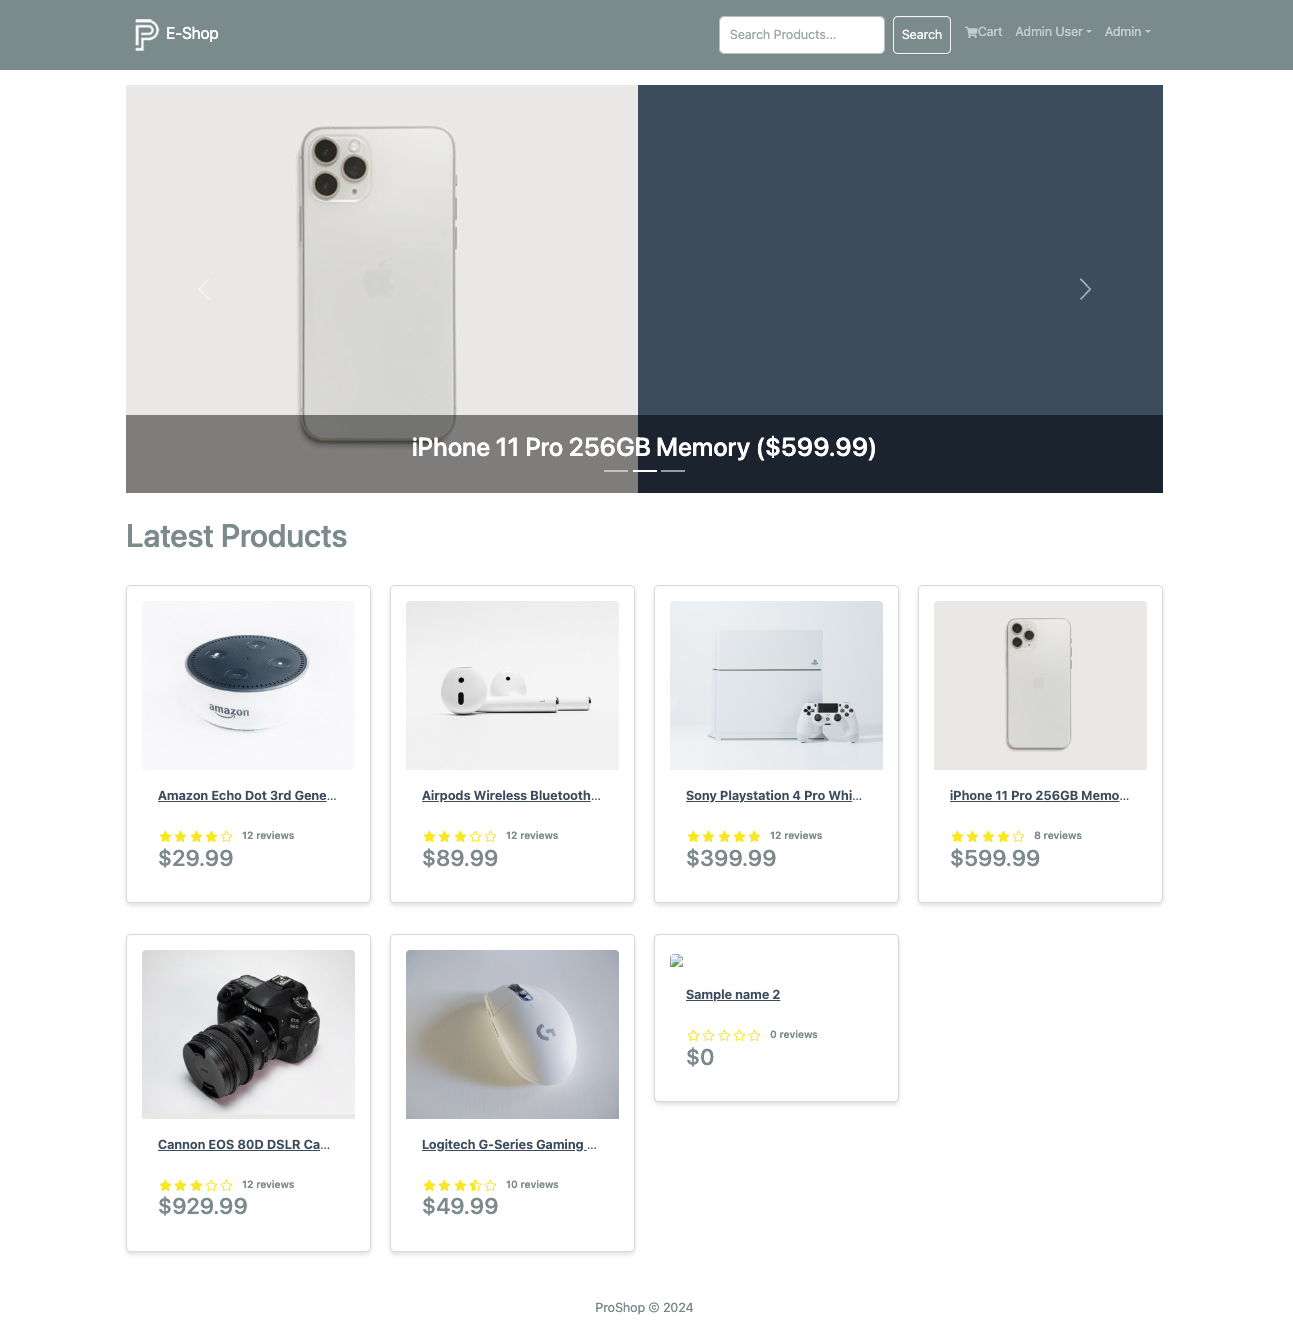 E-Shop
Search Products...
Search
Cart
Admin User
Admin
iPhone 11 Pro 256GB Memory ($599.99)
Latest Products
amazon
Amazon Echo Dot 3rd Gene...
12 reviews
$29.99
Airpods Wireless Bluetooth...
12 reviews
$89.99
Sony Playstation 4 Pro Whi...
12 reviews
$399.99
iPhone 11 Pro 256GB Memo...
8 reviews
$599.99
Canon
Cannon EOS 80D DSLR Ca...
12 reviews
$929.99
Logitech G-Series Gaming ...
10 reviews
$49.99
Sample name 2
0 reviews
$0
ProShop © 2024